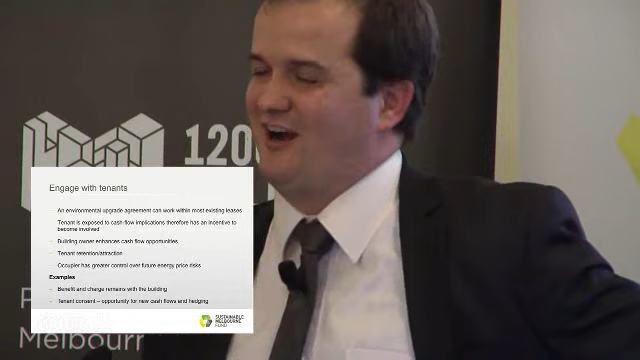 120
Engage with tenants
An environmental upgrade agreement can work within most existing leases
Tenant is exposed to cash-flow implications therefore has an incentive to
become involved
Building owner enhances cash flow opportunities
Tenant retention/attraction
Occupier has greater control over future energy price risks
Examples
Benefit and charge remains with the building
Tenant consent – opportunity for new cash flows and hedging
SUSTAINABLE
MELBOURNE
FUND
Melbourn